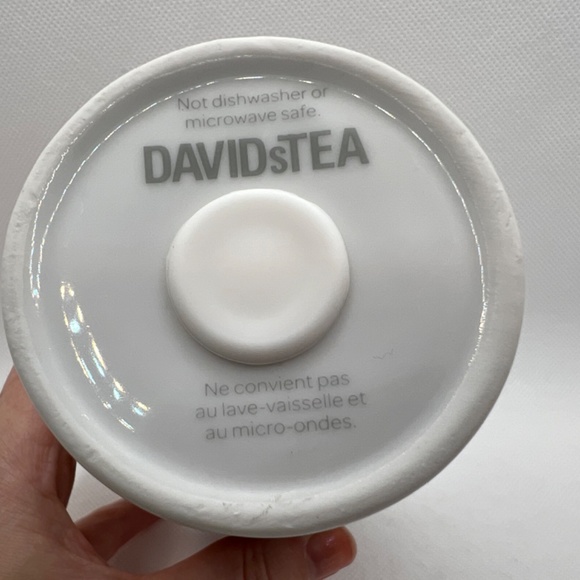 Not dishwasher or
microwave safe.
DAVIDsTEA
Ne convient pas
au lave-vaisselle et
au micro-ondes.